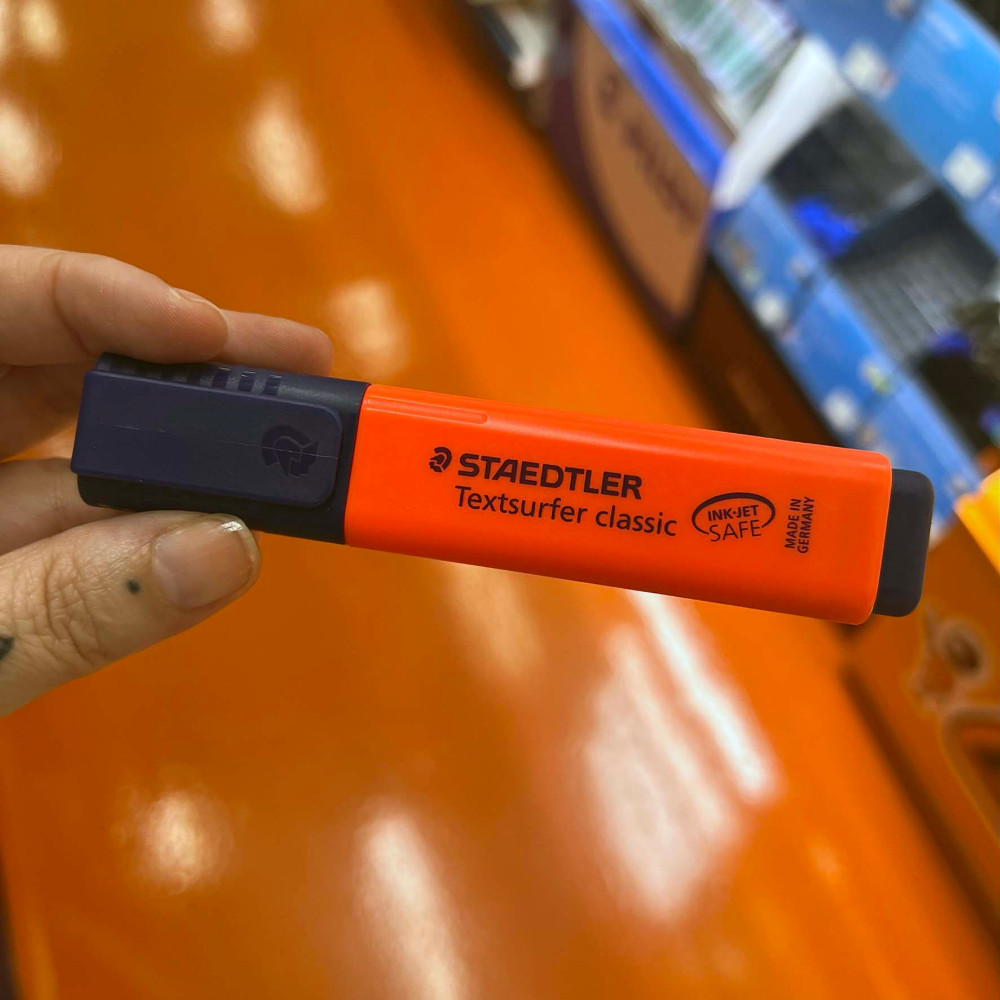 STAEDTLER
Textsurfer classic
INK-JET
SAFE
MADE IN
GERMANY